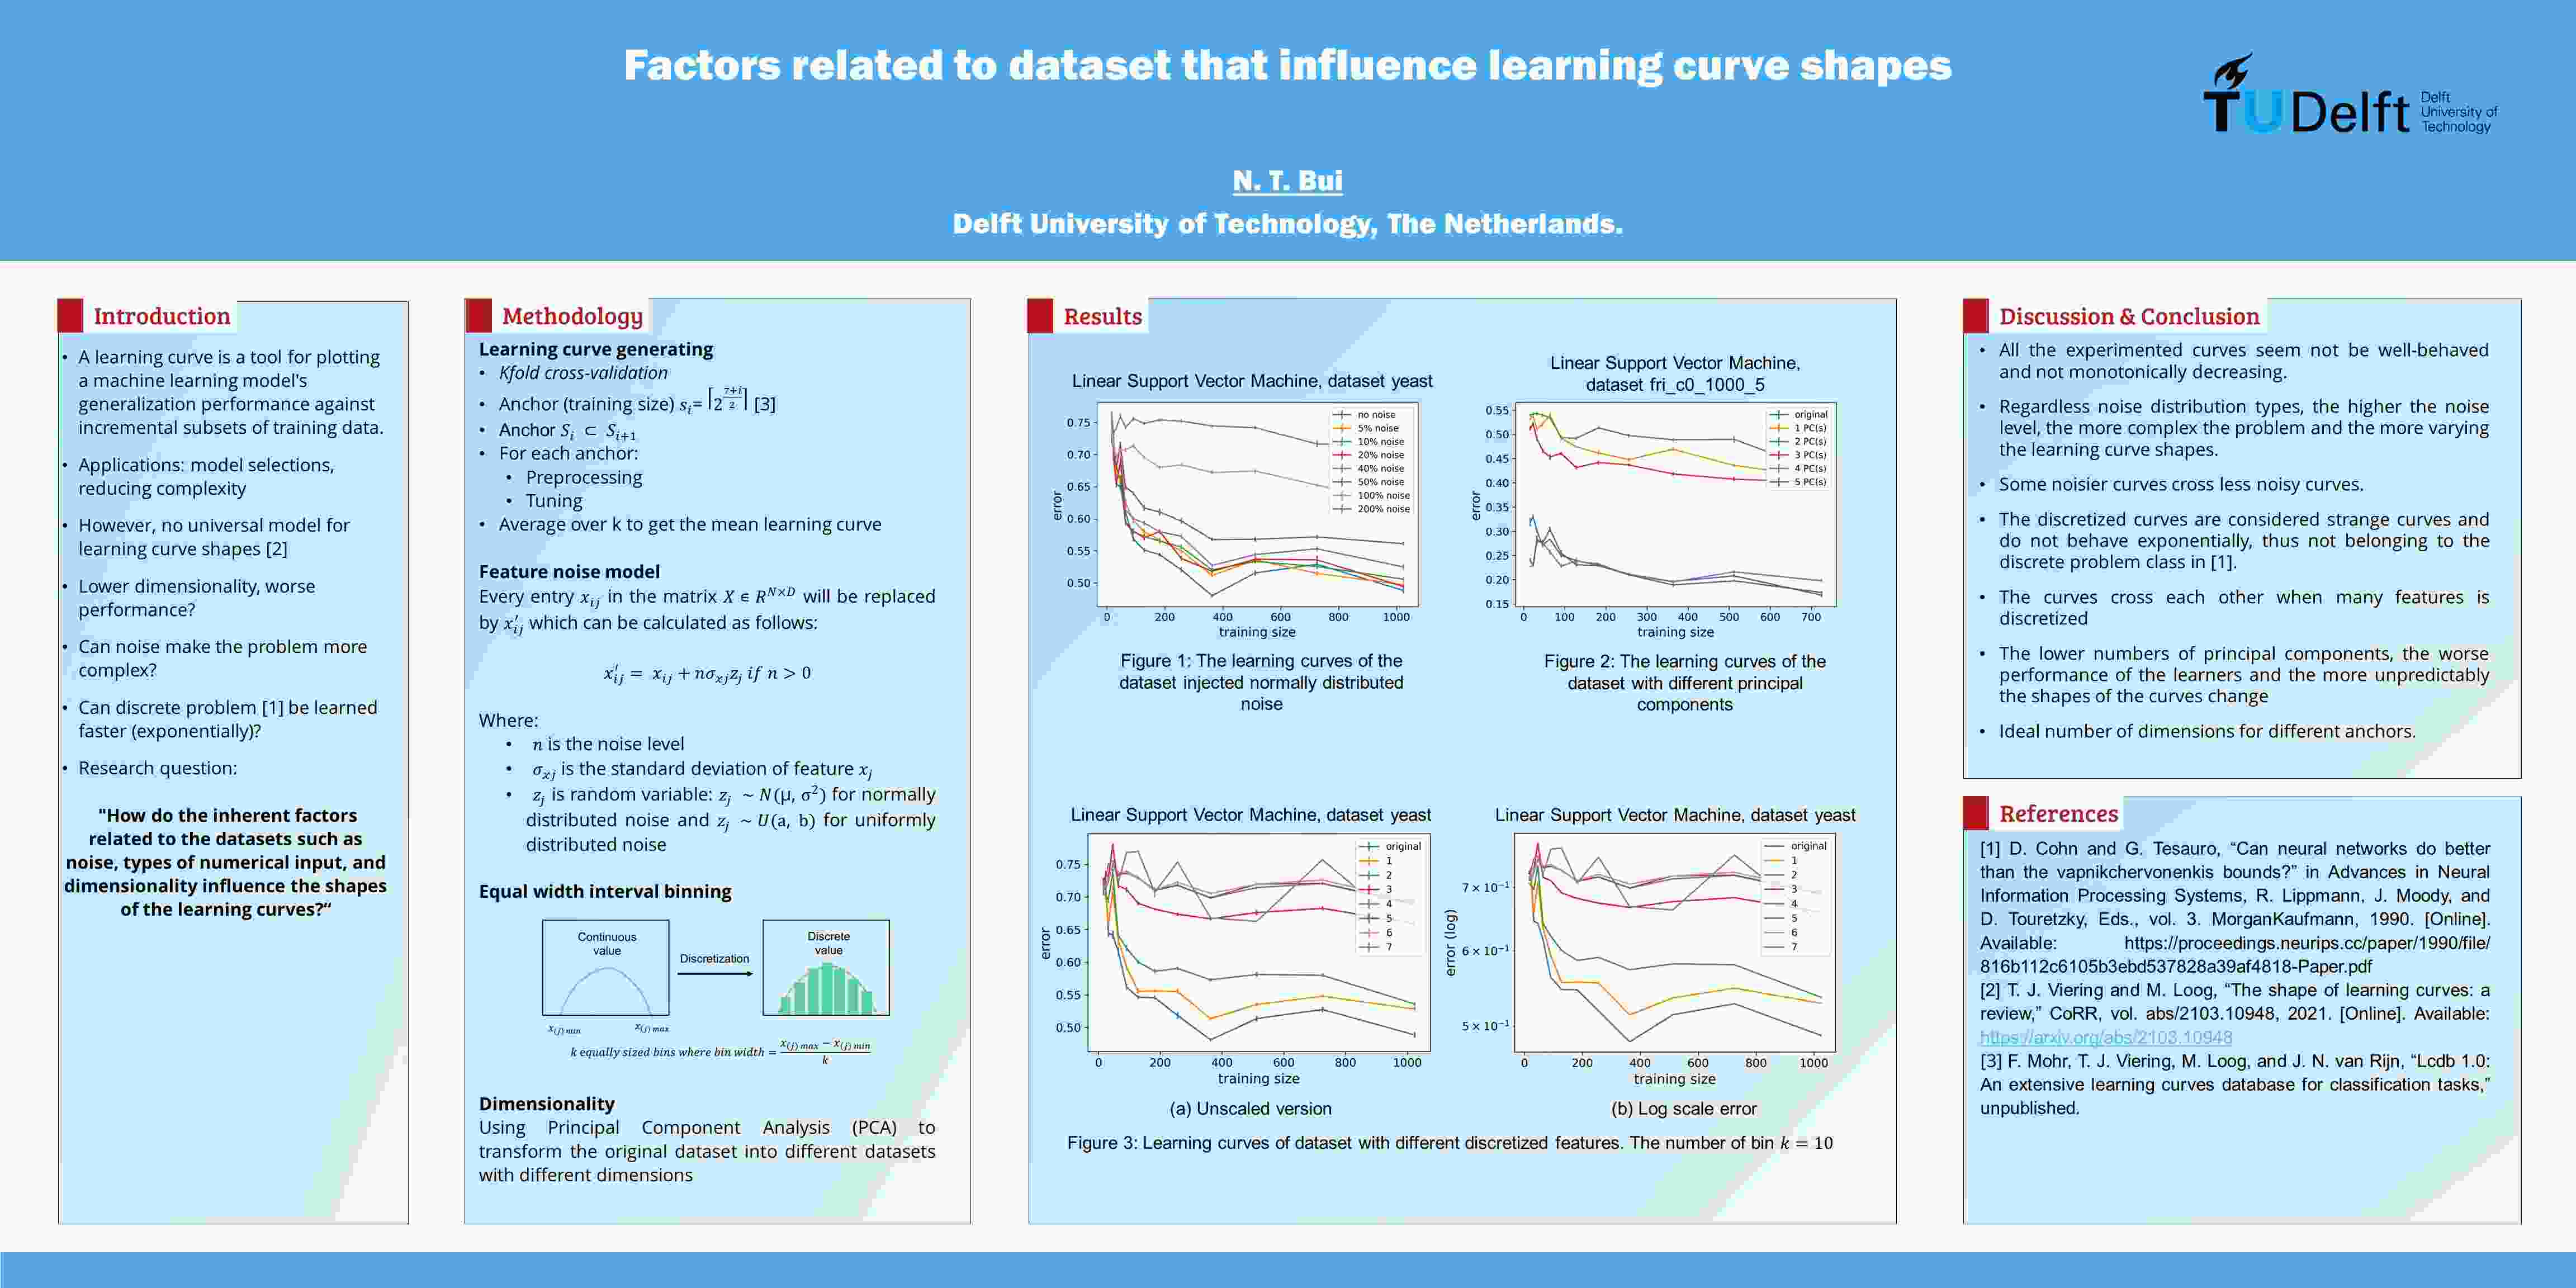 Factors related to dataset that influence learning curve shapes
TUDelft
Delft
University of
Technology
N. T. Bui
Delft University of Technology, The Netherlands.
Introduction
• A learning curve is a tool for plotting
a machine learning model's
generalization performance against
incremental subsets of training data.
• Applications: model selections,
reducing complexity
• However, no universal model for
learning curve shapes [2]
• Lower dimensionality, worse
performance?
• Can noise make the problem more
complex?
• Can discrete problem [1] be learned
faster (exponentially)?
• Research question:
"How do the inherent factors
related to the datasets such as
noise, types of numerical input, and
dimensionality influence the shapes
of the learning curves?“
Methodology
Learning curve generating
• Kfold cross-validation
• Anchor (training size) s_i= ⌈2^{(7+i)/2}⌉ [3]
• Anchor S_i ⊂ S_{i+1}
• For each anchor:
• Preprocessing
• Tuning
• Average over k to get the mean learning curve
Feature noise model
Every entry x_{ij} in the matrix X ∈ R^{N×D} will be replaced
by x'_{ij} which can be calculated as follows:
x'_{ij} = x_{ij} + nσ_{xj}z_j if n > 0
Where:
• n is the noise level
• σ_{xj} is the standard deviation of feature x_j
• z_j is random variable: z_j ~ N(μ, σ²) for normally
distributed noise and z_j ~ U(a, b) for uniformly
distributed noise
Equal width interval binning
Continuous
value
Discretization
Discrete
value
x_{(j) min}
x_{(j) max}
k equally sized bins where bin width = (x_{(j) max} − x_{(j) min})/k
Dimensionality
Using Principal Component Analysis (PCA) to
transform the original dataset into different datasets
with different dimensions
Results
Linear Support Vector Machine, dataset yeast
no noise
5% noise
10% noise
20% noise
40% noise
50% noise
100% noise
200% noise
0.75
0.70
0.65
0.60
0.55
0.50
error
0 200 400 600 800 1000
training size
Figure 1: The learning curves of the
dataset injected normally distributed
noise
Linear Support Vector Machine,
dataset fri_c0_1000_5
original
1 PC(s)
2 PC(s)
3 PC(s)
4 PC(s)
5 PC(s)
0.55
0.50
0.45
0.40
0.35
0.30
0.25
0.20
0.15
error
0 100 200 300 400 500 600 700
training size
Figure 2: The learning curves of the
dataset with different principal
components
Linear Support Vector Machine, dataset yeast
original
1
2
3
4
5
6
7
0.75
0.70
0.65
0.60
0.55
0.50
error
0 200 400 600 800 1000
training size
(a) Unscaled version
Linear Support Vector Machine, dataset yeast
original
1
2
3
4
5
6
7
7 × 10⁻¹
6 × 10⁻¹
5 × 10⁻¹
error (log)
0 200 400 600 800 1000
training size
(b) Log scale error
Figure 3: Learning curves of dataset with different discretized features. The number of bin k = 10
Discussion & Conclusion
• All the experimented curves seem not be well-behaved
and not monotonically decreasing.
• Regardless noise distribution types, the higher the noise
level, the more complex the problem and the more varying
the learning curve shapes.
• Some noisier curves cross less noisy curves.
• The discretized curves are considered strange curves and
do not behave exponentially, thus not belonging to the
discrete problem class in [1].
• The curves cross each other when many features is
discretized
• The lower numbers of principal components, the worse
performance of the learners and the more unpredictably
the shapes of the curves change
• Ideal number of dimensions for different anchors.
References
[1] D. Cohn and G. Tesauro, “Can neural networks do better
than the vapnikchervonenkis bounds?” in Advances in Neural
Information Processing Systems, R. Lippmann, J. Moody, and
D. Touretzky, Eds., vol. 3. MorganKaufmann, 1990. [Online].
Available: https://proceedings.neurips.cc/paper/1990/file/
816b112c6105b3ebd537828a39af4818-Paper.pdf
[2] T. J. Viering and M. Loog, “The shape of learning curves: a
review,” CoRR, vol. abs/2103.10948, 2021. [Online]. Available:
https://arxiv.org/abs/2103.10948
[3] F. Mohr, T. J. Viering, M. Loog, and J. N. van Rijn, “Lcdb 1.0:
An extensive learning curves database for classification tasks,”
unpublished.